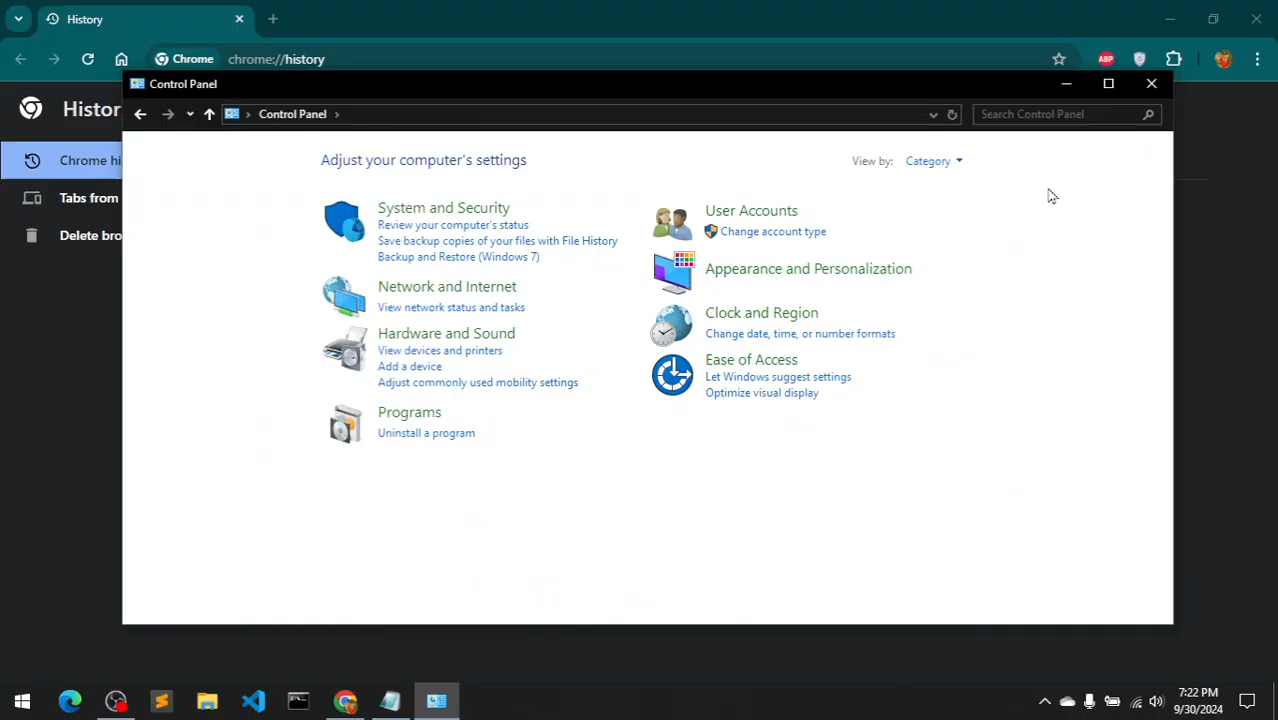 History
Chrome
chrome://history
ABP
Histor
Chrome hi
Tabs from
Delete bro
Control Panel
Control Panel
Search Control Panel
Adjust your computer's settings
View by: Category
System and Security
Review your computer's status
Save backup copies of your files with File History
Backup and Restore (Windows 7)
Network and Internet
View network status and tasks
Hardware and Sound
View devices and printers
Add a device
Adjust commonly used mobility settings
Programs
Uninstall a program
User Accounts
Change account type
Appearance and Personalization
Clock and Region
Change date, time, or number formats
Ease of Access
Let Windows suggest settings
Optimize visual display
7:22 PM
9/30/2024